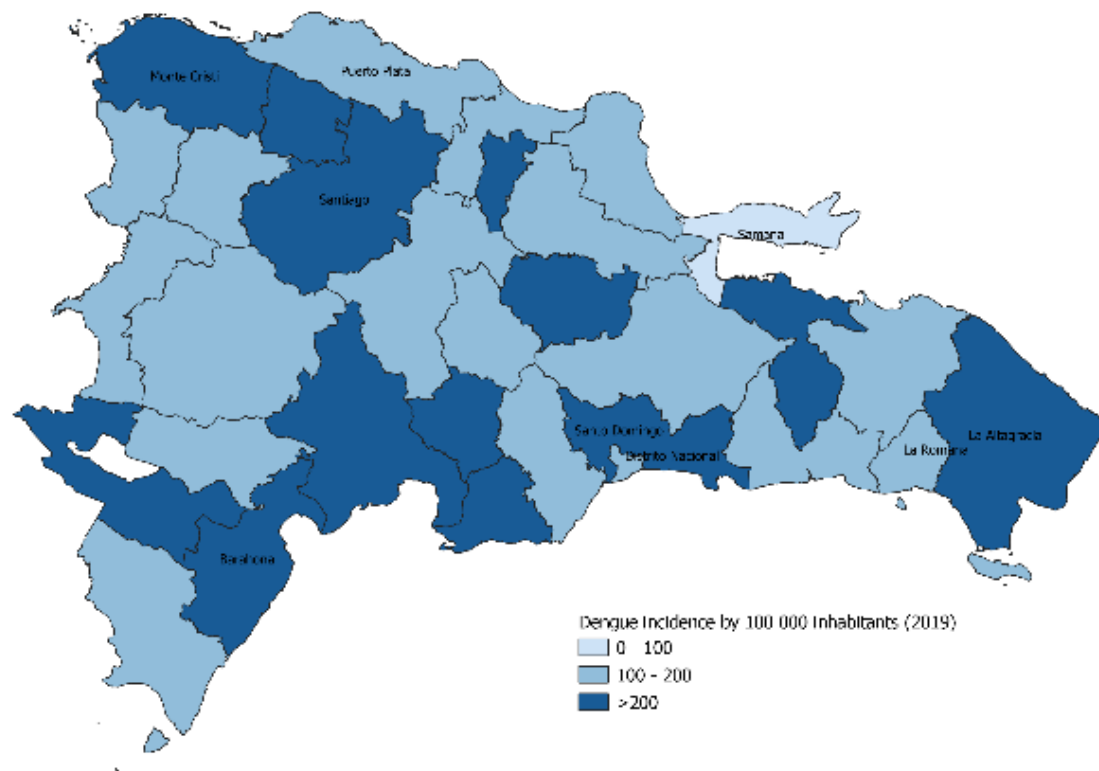 Monte Cristi
Puerto Plata
Santiago
Samana
Santo Domingo
Distrito Nacional
La Romana
La Altagracia
Barahona
Dengue Incidence by 100 000 Inhabitants (2019)
0 - 100
100 - 200
>200